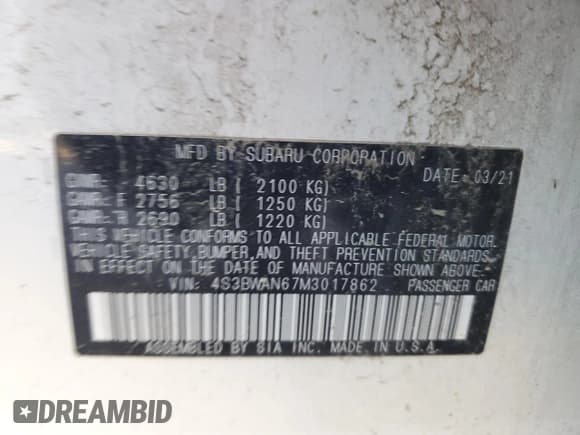 MFD BY SUBARU CORPORATION DATE: 03/21
GVWR: 4630 LB ( 2100 KG)
GAWR: F 2756 LB ( 1250 KG)
GAWR: R 2690 LB ( 1220 KG)
THIS VEHICLE CONFORMS TO ALL APPLICABLE FEDERAL MOTOR
VEHICLE SAFETY, BUMPER, AND THEFT PREVENTION STANDARDS
IN EFFECT ON THE DATE OF MANUFACTURE SHOWN ABOVE.
VIN: 4S3BWAN67M3017862 PASSENGER CAR
ASSEMBLED BY SIA INC. MADE IN U.S.A.
DREAMBID
dreambid.com